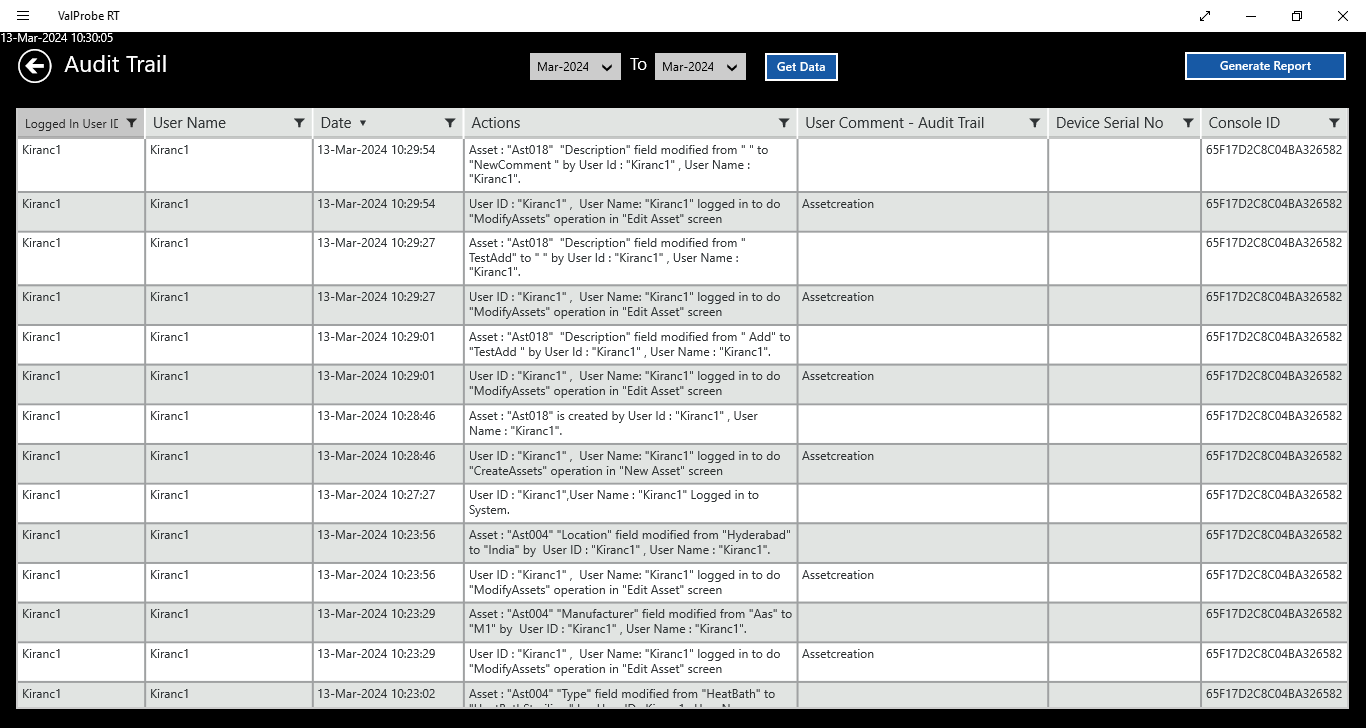 ValProbe RT
13-Mar-2024 10:30:05
Audit Trail
Mar-2024 To Mar-2024 Get Data
Generate Report
Logged In User ID User Name Date Actions User Comment - Audit Trail Device Serial No Console ID
Kiranc1 Kiranc1 13-Mar-2024 10:29:54 Asset : "Ast018"  "Description" field modified from " " to 65F17D2C8C04BA326582
"NewComment " by User Id : "Kiranc1" , User Name :
"Kiranc1".
Kiranc1 Kiranc1 13-Mar-2024 10:29:54 User ID : "Kiranc1" ,  User Name: "Kiranc1" logged in to do Assetcreation 65F17D2C8C04BA326582
"ModifyAssets" operation in "Edit Asset" screen
Kiranc1 Kiranc1 13-Mar-2024 10:29:27 Asset : "Ast018"  "Description" field modified from " 65F17D2C8C04BA326582
TestAdd" to " " by User Id : "Kiranc1" , User Name :
"Kiranc1".
Kiranc1 Kiranc1 13-Mar-2024 10:29:27 User ID : "Kiranc1" ,  User Name: "Kiranc1" logged in to do Assetcreation 65F17D2C8C04BA326582
"ModifyAssets" operation in "Edit Asset" screen
Kiranc1 Kiranc1 13-Mar-2024 10:29:01 Asset : "Ast018"  "Description" field modified from " Add" to 65F17D2C8C04BA326582
"TestAdd " by User Id : "Kiranc1" , User Name : "Kiranc1".
Kiranc1 Kiranc1 13-Mar-2024 10:29:01 User ID : "Kiranc1" ,  User Name: "Kiranc1" logged in to do Assetcreation 65F17D2C8C04BA326582
"ModifyAssets" operation in "Edit Asset" screen
Kiranc1 Kiranc1 13-Mar-2024 10:28:46 Asset : "Ast018" is created by User Id : "Kiranc1" , User 65F17D2C8C04BA326582
Name : "Kiranc1".
Kiranc1 Kiranc1 13-Mar-2024 10:28:46 User ID : "Kiranc1" ,  User Name: "Kiranc1" logged in to do Assetcreation 65F17D2C8C04BA326582
"CreateAssets" operation in "New Asset" screen
Kiranc1 Kiranc1 13-Mar-2024 10:27:27 User ID : "Kiranc1",User Name : "Kiranc1" Logged in to 65F17D2C8C04BA326582
System.
Kiranc1 Kiranc1 13-Mar-2024 10:23:56 Asset : "Ast004" "Location" field modified from "Hyderabad" 65F17D2C8C04BA326582
to "India" by  User ID : "Kiranc1" , User Name : "Kiranc1".
Kiranc1 Kiranc1 13-Mar-2024 10:23:56 User ID : "Kiranc1" ,  User Name: "Kiranc1" logged in to do Assetcreation 65F17D2C8C04BA326582
"ModifyAssets" operation in "Edit Asset" screen
Kiranc1 Kiranc1 13-Mar-2024 10:23:29 Asset : "Ast004" "Manufacturer" field modified from "Aas" to 65F17D2C8C04BA326582
"M1" by  User ID : "Kiranc1" , User Name : "Kiranc1".
Kiranc1 Kiranc1 13-Mar-2024 10:23:29 User ID : "Kiranc1" ,  User Name: "Kiranc1" logged in to do Assetcreation 65F17D2C8C04BA326582
"ModifyAssets" operation in "Edit Asset" screen
Kiranc1 Kiranc1 13-Mar-2024 10:23:02 Asset : "Ast004" "Type" field modified from "HeatBath" to 65F17D2C8C04BA326582